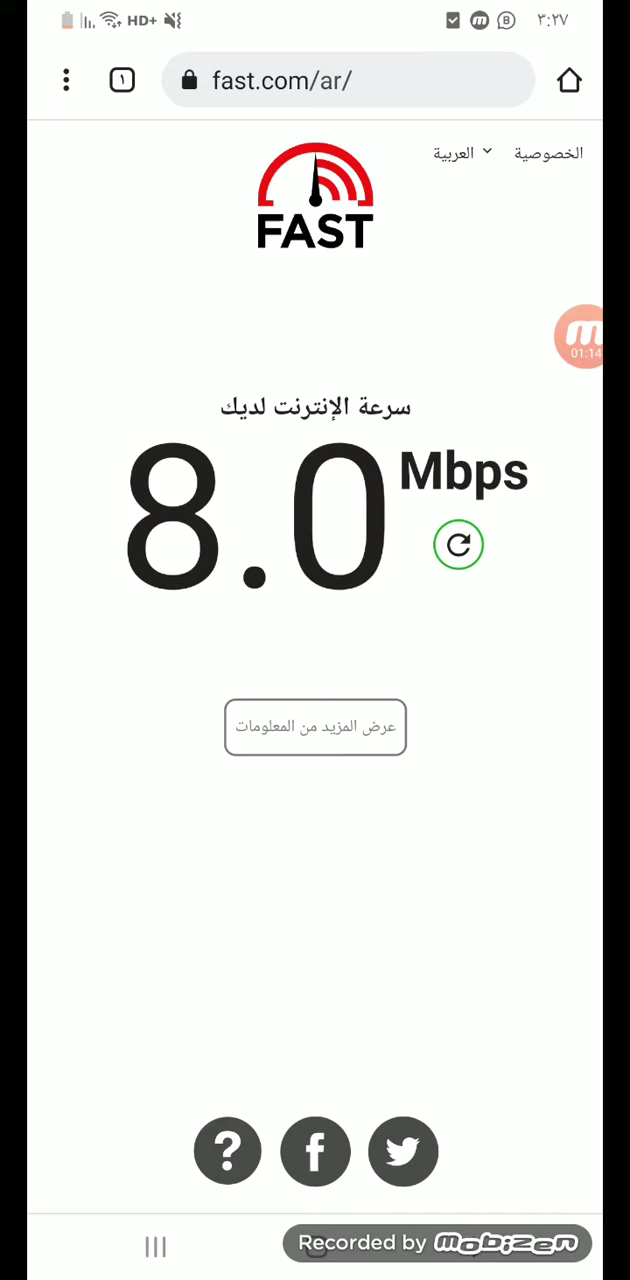 HD+ ٣:٢٧
١ fast.com/ar/
الخصوصية العربية
FAST
01:14
سرعة الإنترنت لديك
8.0 Mbps
عرض المزيد من المعلومات
Recorded by mobizen